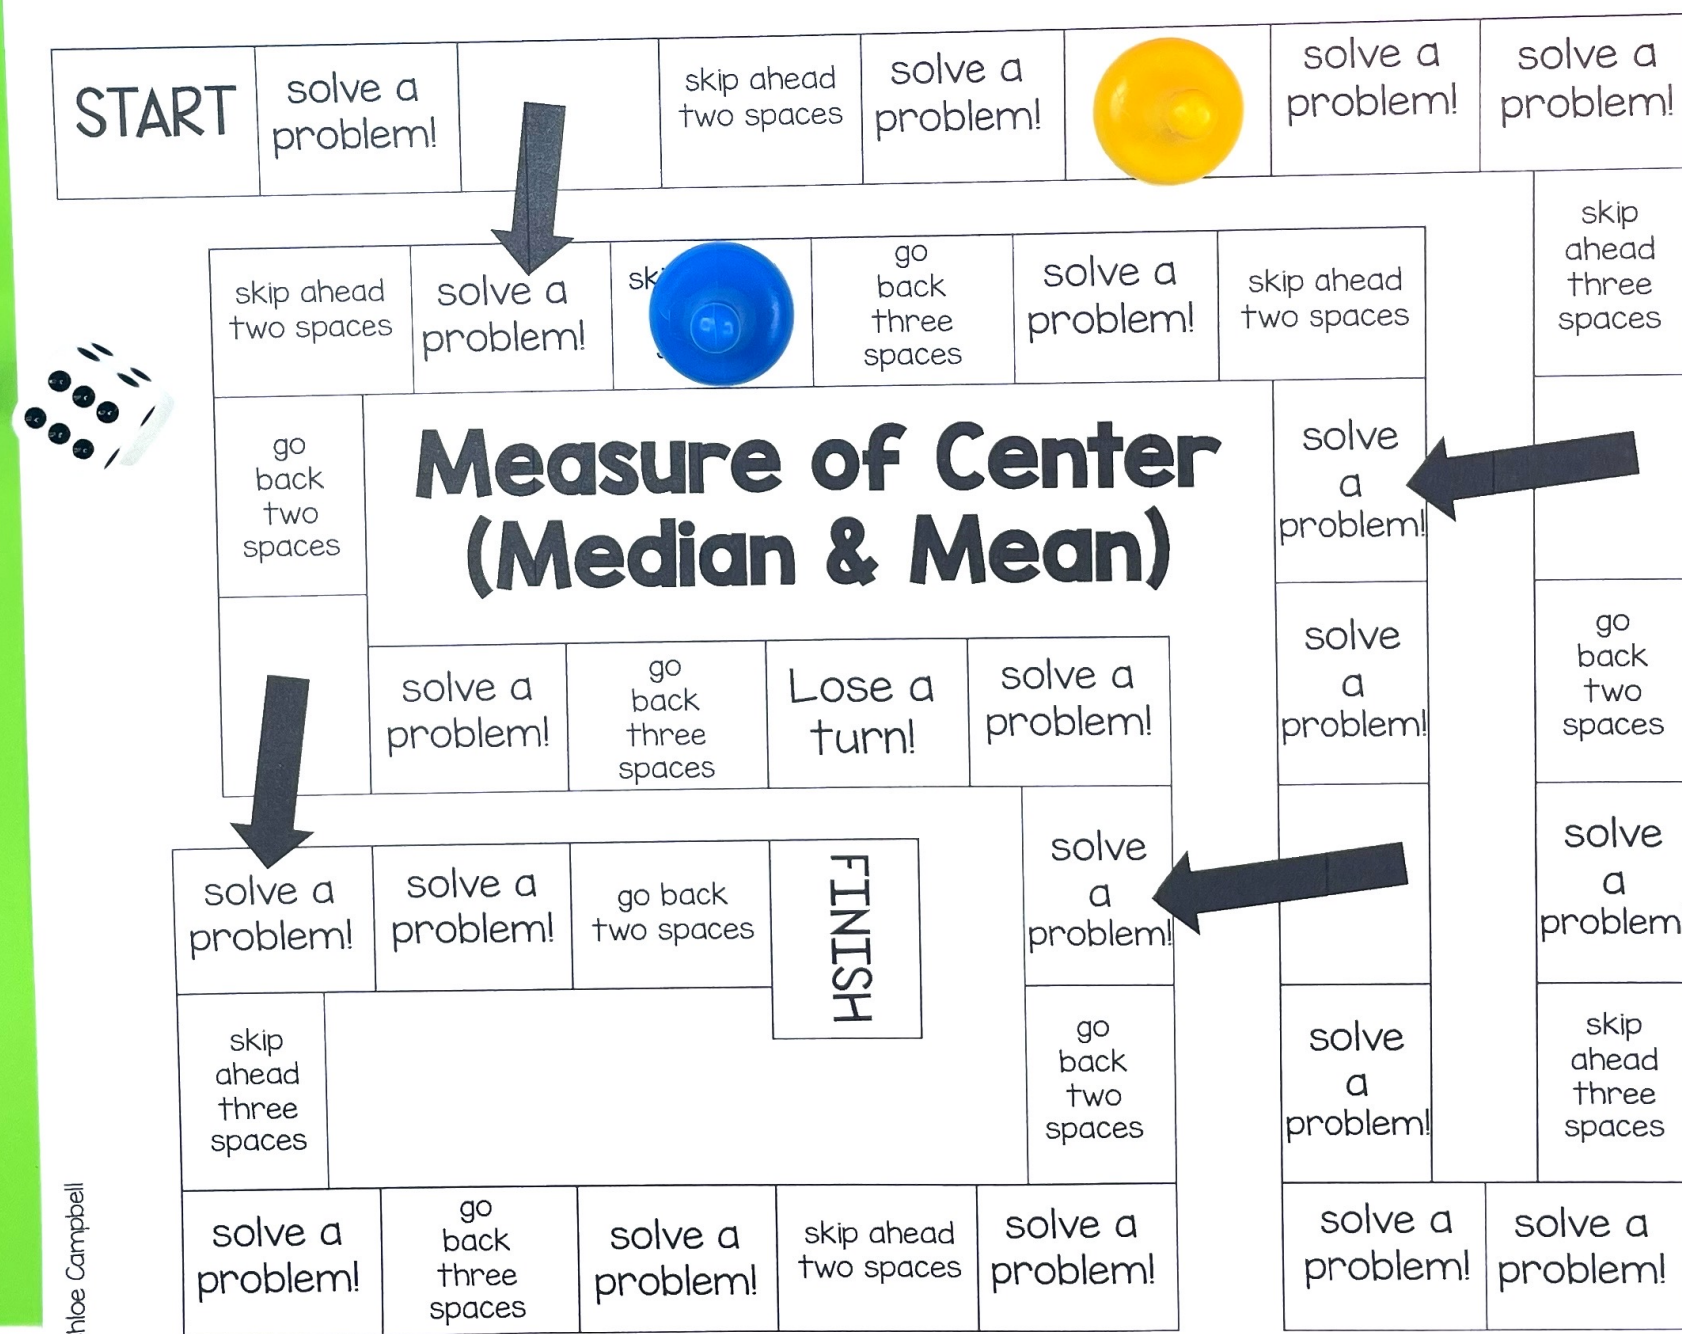 START
solve a
problem!
skip ahead
two spaces
solve a
problem!
solve a
problem!
solve a
problem!
skip
ahead
three
spaces
skip ahead
two spaces
solve a
problem!
go
back
three
spaces
solve a
problem!
skip ahead
two spaces
go
back
two
spaces
Measure of Center
(Median & Mean)
solve
a
problem!
solve
a
problem!
go
back
two
spaces
solve a
problem!
go
back
three
spaces
Lose a
turn!
solve a
problem!
solve a
problem!
solve a
problem!
go back
two spaces
FINISH
solve
a
problem!
solve
a
problem
skip
ahead
three
spaces
go
back
two
spaces
solve
a
problem!
skip
ahead
three
spaces
solve a
problem!
go
back
three
spaces
solve a
problem!
skip ahead
two spaces
solve a
problem!
solve a
problem!
solve a
problem!
hloe Campbell